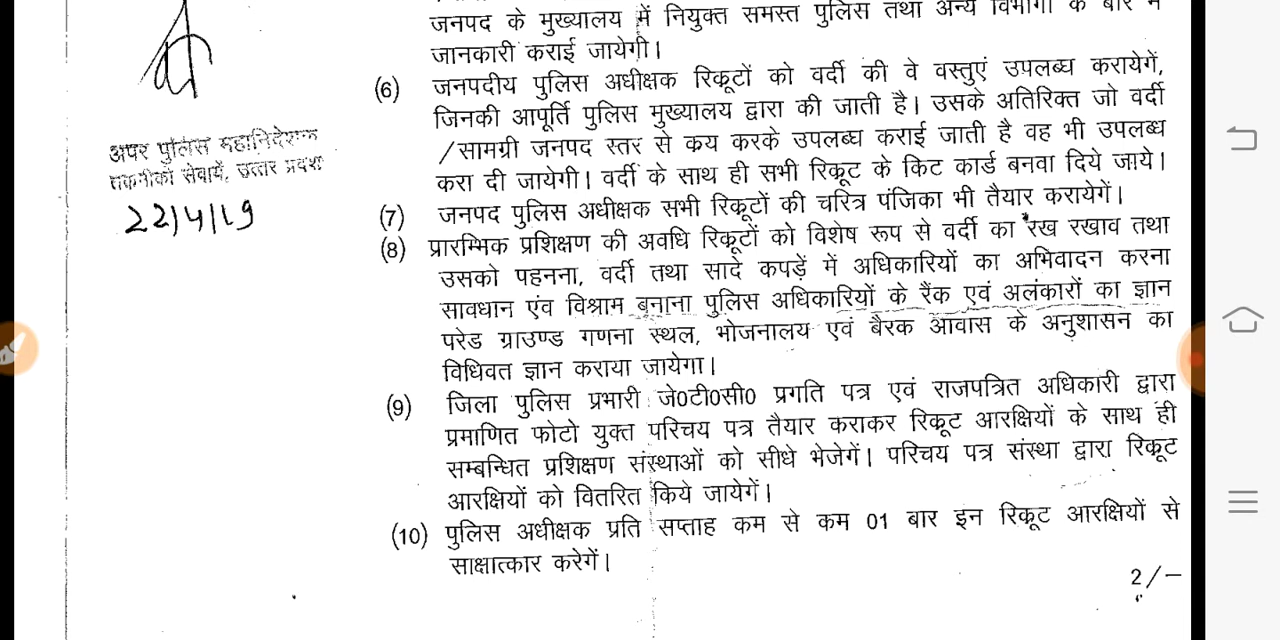 जनपद के मुख्यालय में नियुक्त समस्त पुलिस तथा अन्य विभागों के बारे में
जानकारी कराई जायेगी।
(6) जनपदीय पुलिस अधीक्षक रिकूटों को वर्दी की वे वस्तुएं उपलब्ध करायेगें,
जिनकी आपूर्ति पुलिस मुख्यालय द्वारा की जाती है। उसके अतिरिक्त जो वर्दी
/सामग्री जनपद स्तर से कय करके उपलब्ध कराई जाती है वह भी उपलब्ध
करा दी जायेगी। वर्दी के साथ ही सभी रिकूट के किट कार्ड बनवा दिये जाये।
(7) जनपद पुलिस अधीक्षक सभी रिकूटों की चरित्र पंजिका भी तैयार करायेगें।
(8) प्रारम्भिक प्रशिक्षण की अवधि रिकूटों को विशेष रूप से वर्दी का रख रखाव तथा
उसको पहनना, वर्दी तथा सादे कपड़ें में अधिकारियों का अभिवादन करना
सावधान एंव विश्राम बनाना पुलिस अधिकारियों के रैंक एवं अलंकारों का ज्ञान
परेड ग्राउण्ड गणना स्थल, भोजनालय एवं बैरक आवास के अनुशासन का
विधिवत ज्ञान कराया जायेगा।
(9) जिला पुलिस प्रभारी जे0टी0सी0 प्रगति पत्र एवं राजपत्रित अधिकारी द्वारा
प्रमाणित फोटो युक्त परिचय पत्र तैयार कराकर रिकूट आरक्षियों के साथ ही
सम्बन्धित प्रशिक्षण संस्थाओं को सीधे भेजेगें। परिचय पत्र संस्था द्वारा रिकूट
आरक्षियों को वितरित किये जायेगें।
(10) पुलिस अधीक्षक प्रति सप्ताह कम से कम 01 बार इन रिकूट आरक्षियों से
साक्षात्कार करेगें।
2/-
अपर पुलिस महानिदेशक
तकनीकी सेवायें, उत्तर प्रदेश
22/4/19